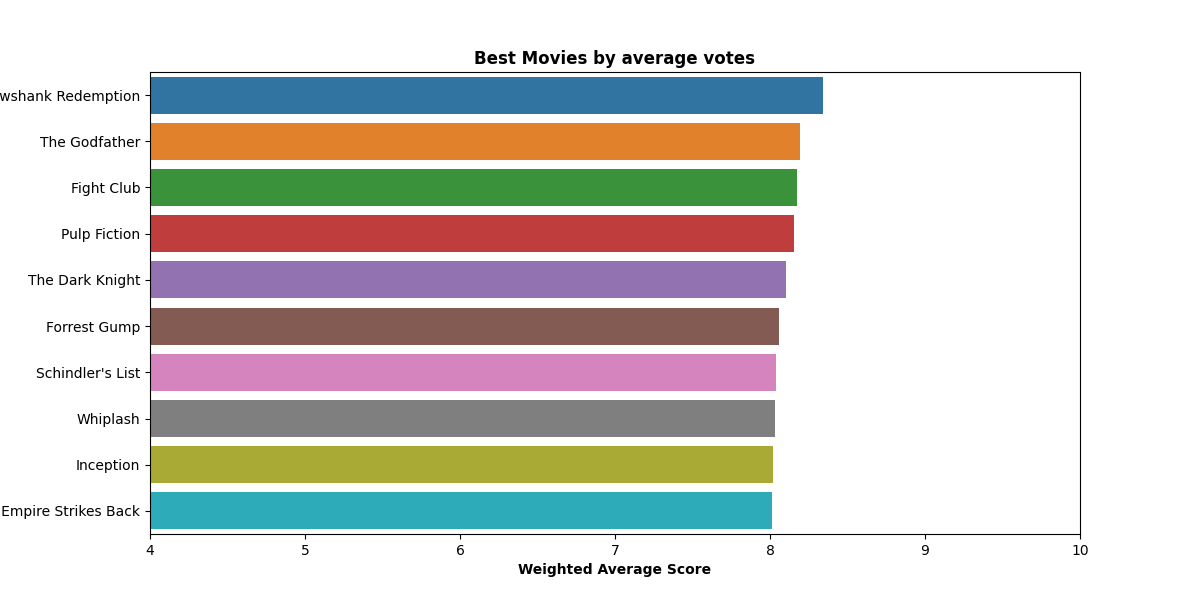 Best Movies by average votes
wshank Redemption
The Godfather
Fight Club
Pulp Fiction
The Dark Knight
Forrest Gump
Schindler's List
Whiplash
Inception
Empire Strikes Back
4 5 6 7 8 9 10
Weighted Average Score